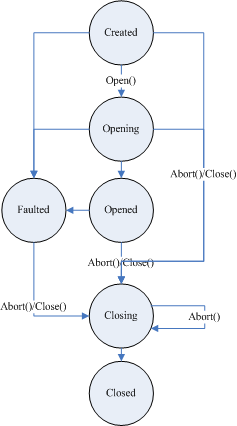 Created
Open()
Opening
Abort()/Close()
Faulted
Opened
Abort()/Close()
Abort()/Close()
Closing
Abort()
Closed